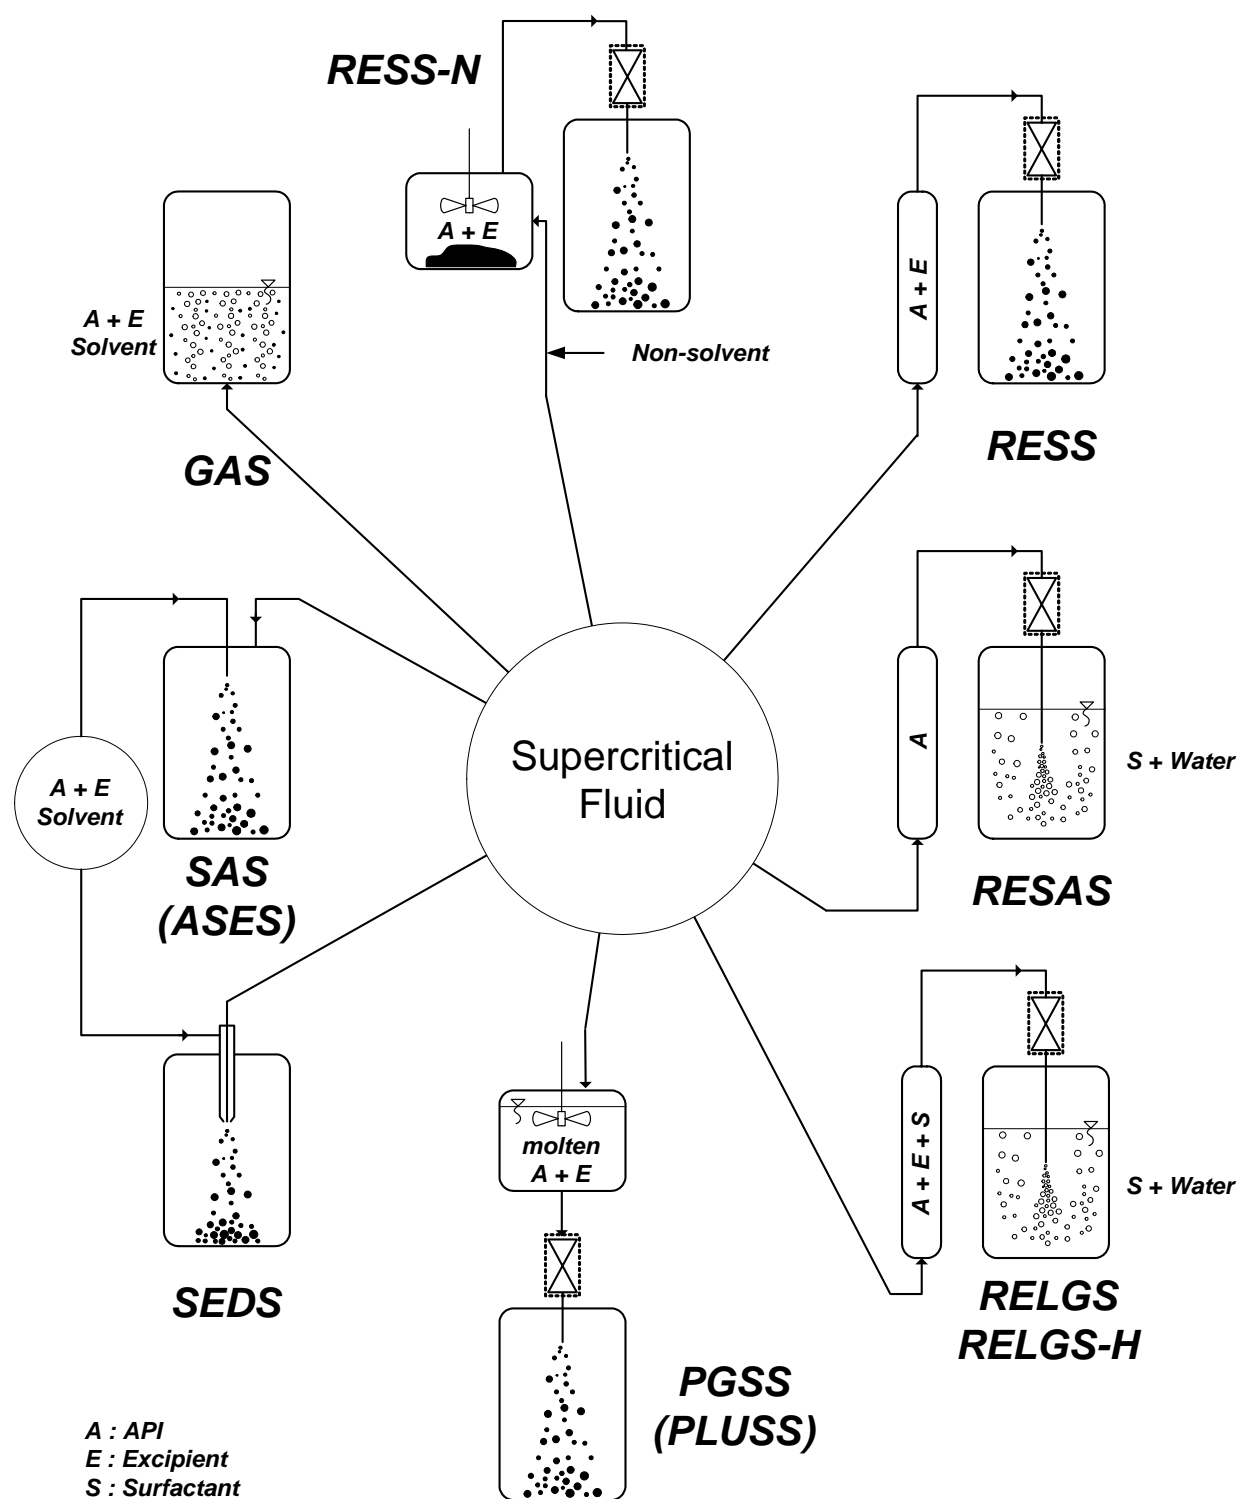 RESS-N
A + E
Non-solvent
A + E
Solvent
GAS
A + E
RESS
A + E
Solvent
SAS
(ASES)
Supercritical
Fluid
A
S + Water
RESAS
SEDS
molten
A + E
PGSS
(PLUSS)
A + E + S
S + Water
RELGS
RELGS-H
A : API
E : Excipient
S : Surfactant